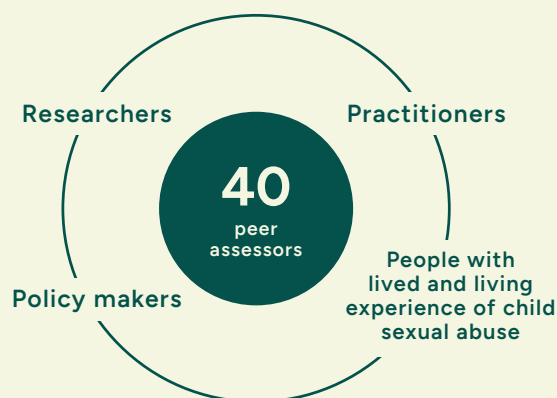 Researchers
Practitioners
40
peer
assessors
Policy makers
People with
lived and living
experience of child
sexual abuse